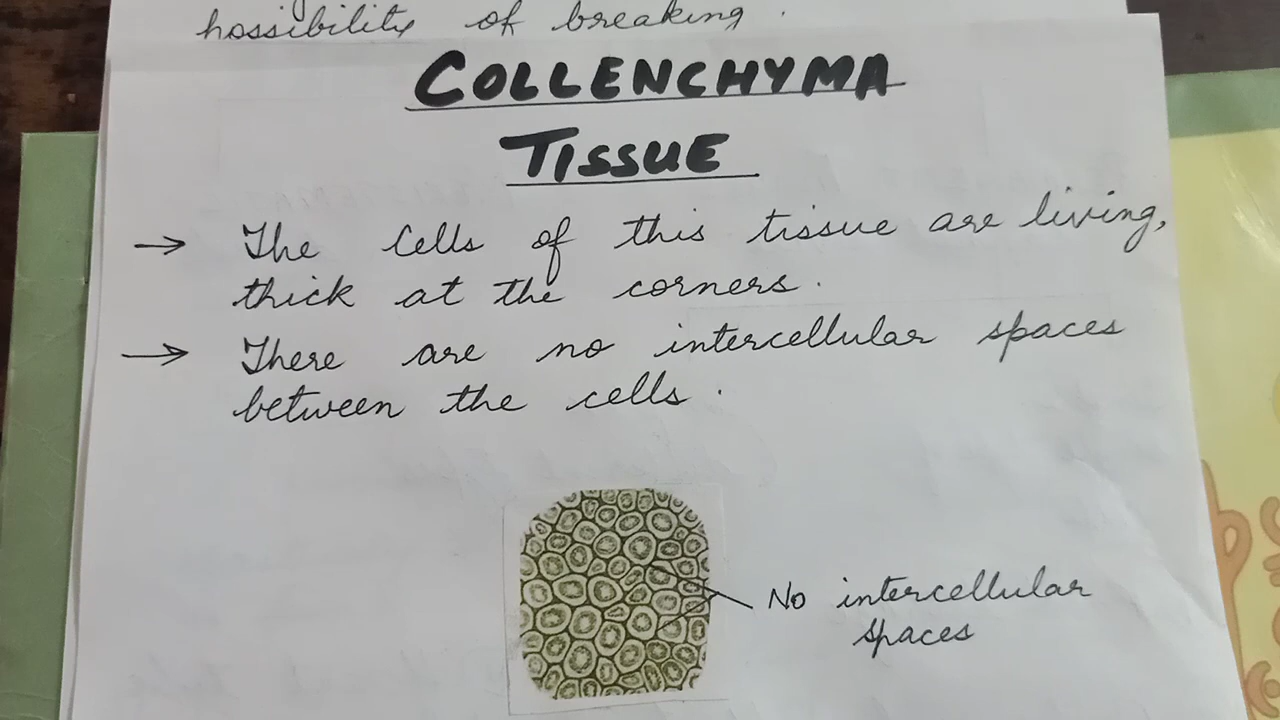 hossibility of breaking.
COLLENCHYMA
TISSUE
→ The Cells of this tissue are living,
thick at the corners.
→ There are no intercellular spaces
between the cells.
No intercellular
spaces